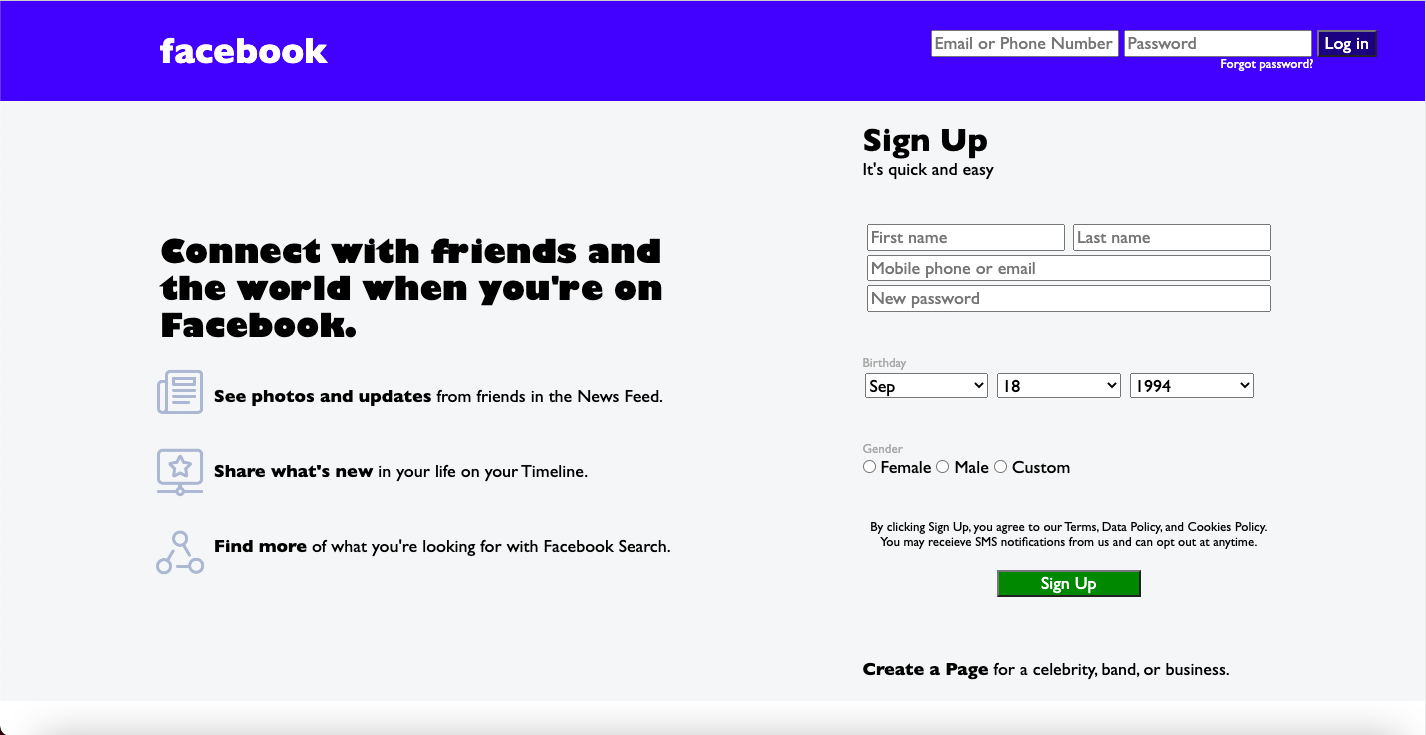 facebook
Email or Phone Number Password Log in
Forgot password?
Sign Up
It's quick and easy
First name Last name
Mobile phone or email
New password
Birthday
Sep 18 1994
Gender
Female Male Custom
By clicking Sign Up, you agree to our Terms, Data Policy, and Cookies Policy.
You may receieve SMS notifications from us and can opt out at anytime.
Sign Up
Create a Page for a celebrity, band, or business.
Connect with friends and
the world when you're on
Facebook.
See photos and updates from friends in the News Feed.
Share what's new in your life on your Timeline.
Find more of what you're looking for with Facebook Search.